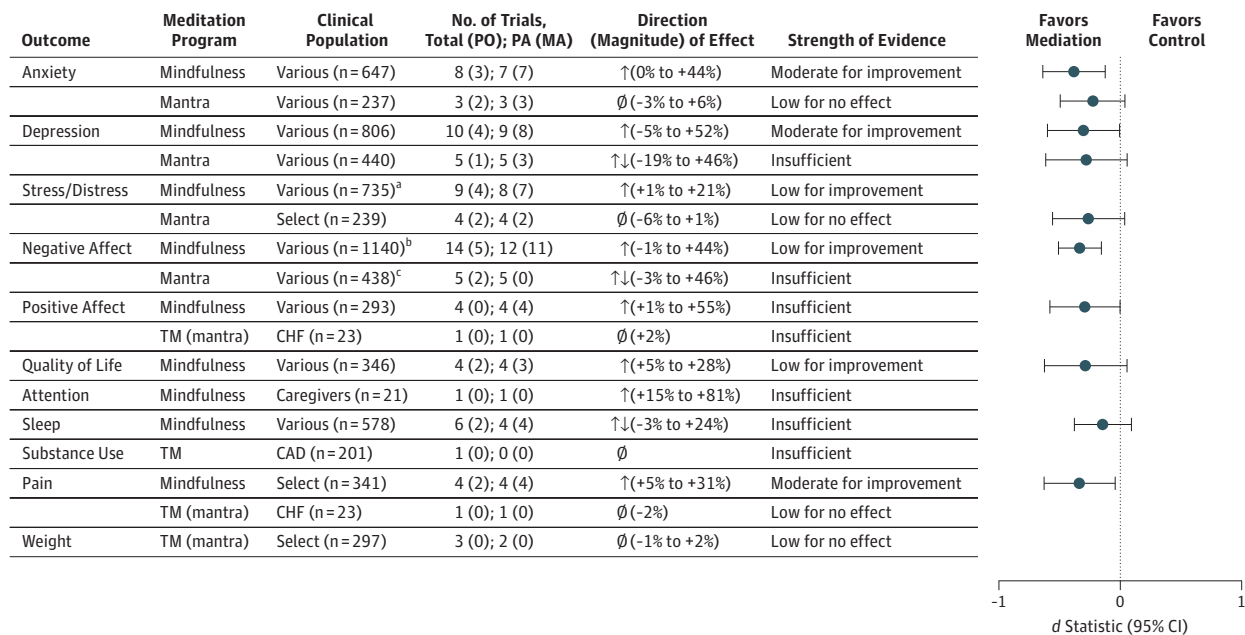 Outcome Meditation Program Clinical Population No. of Trials, Total (PO); PA (MA) Direction (Magnitude) of Effect Strength of Evidence Favors Mediation Favors Control
Anxiety Mindfulness Various (n=647) 8 (3); 7 (7) ↑(0% to +44%) Moderate for improvement
Mantra Various (n=237) 3 (2); 3 (3) Ø(-3% to +6%) Low for no effect
Depression Mindfulness Various (n=806) 10 (4); 9 (8) ↑(-5% to +52%) Moderate for improvement
Mantra Various (n=440) 5 (1); 5 (3) ↑↓(-19% to +46%) Insufficient
Stress/Distress Mindfulness Various (n=735)ᵃ 9 (4); 8 (7) ↑(+1% to +21%) Low for improvement
Mantra Select (n=239) 4 (2); 4 (2) Ø(-6% to +1%) Low for no effect
Negative Affect Mindfulness Various (n=1140)ᵇ 14 (5); 12 (11) ↑(-1% to +44%) Low for improvement
Mantra Various (n=438)ᶜ 5 (2); 5 (0) ↑↓(-3% to +46%) Insufficient
Positive Affect Mindfulness Various (n=293) 4 (0); 4 (4) ↑(+1% to +55%) Insufficient
TM (mantra) CHF (n=23) 1 (0); 1 (0) Ø(+2%) Insufficient
Quality of Life Mindfulness Various (n=346) 4 (2); 4 (3) ↑(+5% to +28%) Low for improvement
Attention Mindfulness Caregivers (n=21) 1 (0); 1 (0) ↑(+15% to +81%) Insufficient
Sleep Mindfulness Various (n=578) 6 (2); 4 (4) ↑↓(-3% to +24%) Insufficient
Substance Use TM CAD (n=201) 1 (0); 0 (0) Ø Insufficient
Pain Mindfulness Select (n=341) 4 (2); 4 (4) ↑(+5% to +31%) Moderate for improvement
TM (mantra) CHF (n=23) 1 (0); 1 (0) Ø(-2%) Low for no effect
Weight TM (mantra) Select (n=297) 3 (0); 2 (0) Ø(-1% to +2%) Low for no effect
-1 0 1
d Statistic (95% CI)